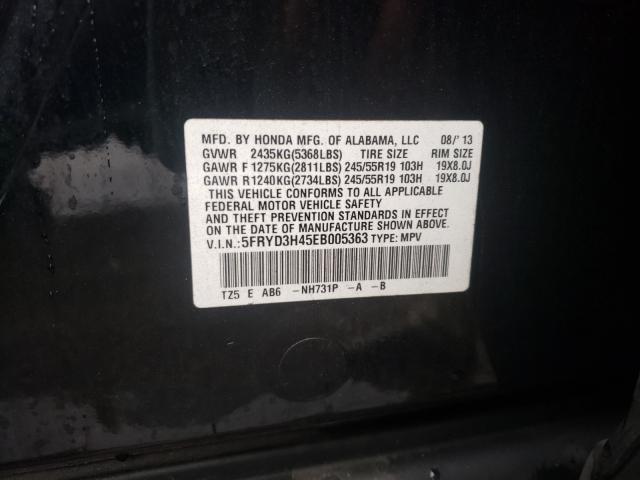 MFD. BY HONDA MFG. OF ALABAMA, LLC 08/'13
GVWR 2435KG(5368LBS) TIRE SIZE RIM SIZE
GAWR F 1275KG(2811LBS) 245/55R19 103H 19X8.0J
GAWR R1240KG(2734LBS) 245/55R19 103H 19X8.0J
THIS VEHICLE CONFORMS TO ALL APPLICABLE
FEDERAL MOTOR VEHICLE SAFETY
AND THEFT PREVENTION STANDARDS IN EFFECT
ON THE DATE OF MANUFACTURE SHOWN ABOVE.
V.I.N.:5FRYD3H45EB005363 TYPE: MPV
TZ5 E AB6 -NH731P -A -B